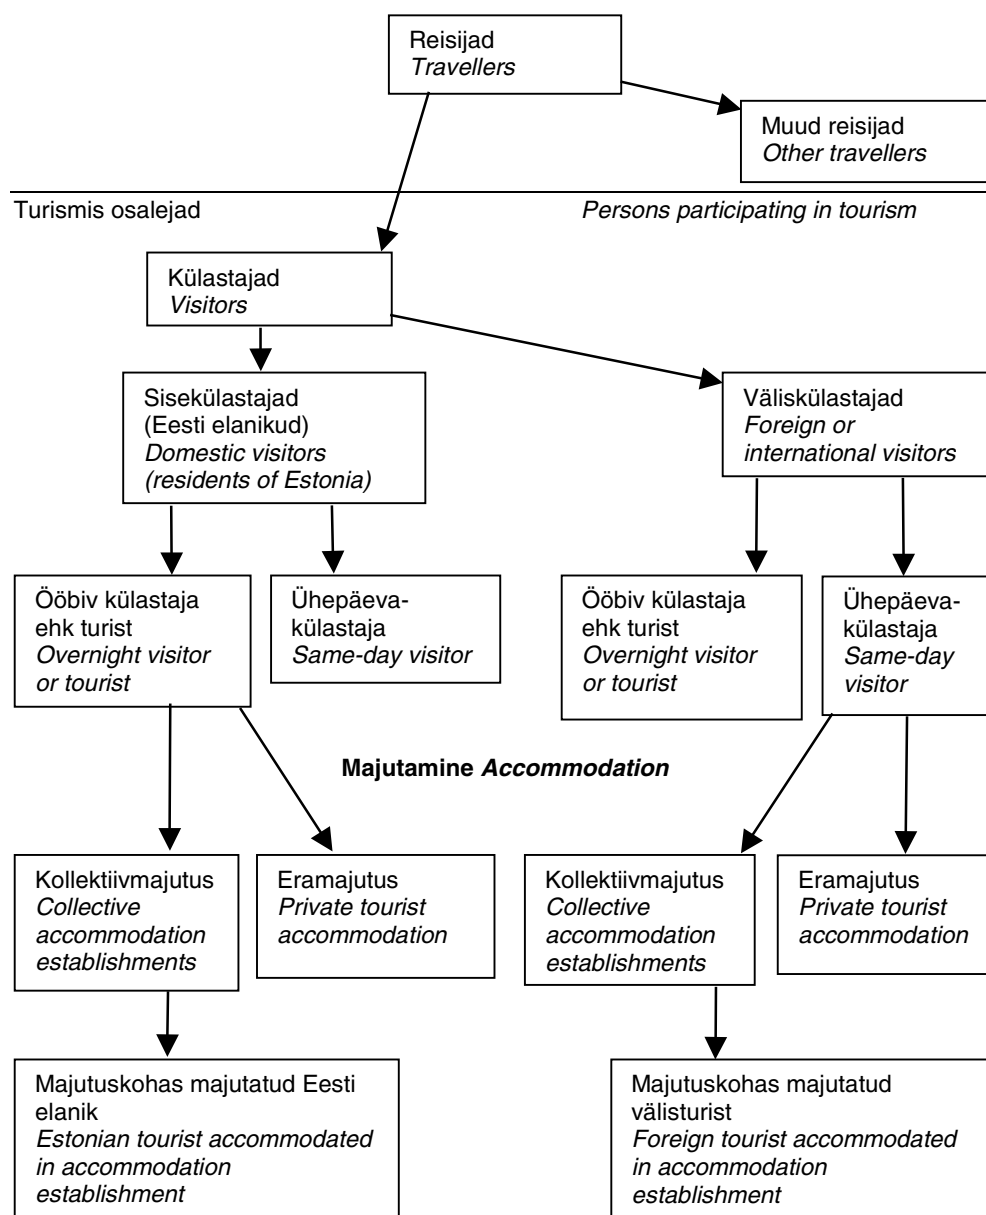 Reisijad
Travellers
Muud reisijad
Other travellers
Turismis osalejad
Persons participating in tourism
Külastajad
Visitors
Sisekülastajad
(Eesti elanikud)
Domestic visitors
(residents of Estonia)
Väliskülastajad
Foreign or
international visitors
Ööbiv külastaja
ehk turist
Overnight visitor
or tourist
Ühepäeva-
külastaja
Same-day visitor
Ööbiv külastaja
ehk turist
Overnight visitor
or tourist
Ühepäeva-
külastaja
Same-day
visitor
Majutamine Accommodation
Kollektiivmajutus
Collective
accommodation
establishments
Eramajutus
Private tourist
accommodation
Kollektiivmajutus
Collective
accommodation
establishments
Eramajutus
Private tourist
accommodation
Majutuskohas majutatud Eesti
elanik
Estonian tourist accommodated
in accommodation
establishment
Majutuskohas majutatud
välisturist
Foreign tourist accommodated
in accommodation
establishment